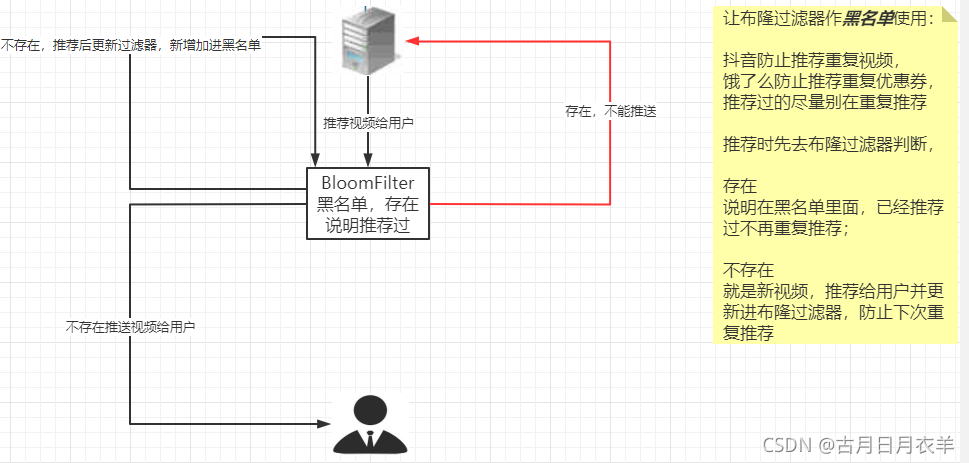 不存在，推荐后更新过滤器，新增加进黑名单
推荐视频给用户
存在，不能推送
BloomFilter
黑名单，存在
说明推荐过
不存在推送视频给用户
让布隆过滤器作黑名单使用：
抖音防止推荐重复视频，
饿了么防止推荐重复优惠券，
推荐过的尽量别在重复推荐
推荐时先去布隆过滤器判断，
存在
说明在黑名单里面，已经推荐
过不再重复推荐；
不存在
就是新视频，推荐给用户并更
新进布隆过滤器，防止下次重
复推荐
CSDN @古月日月衣羊